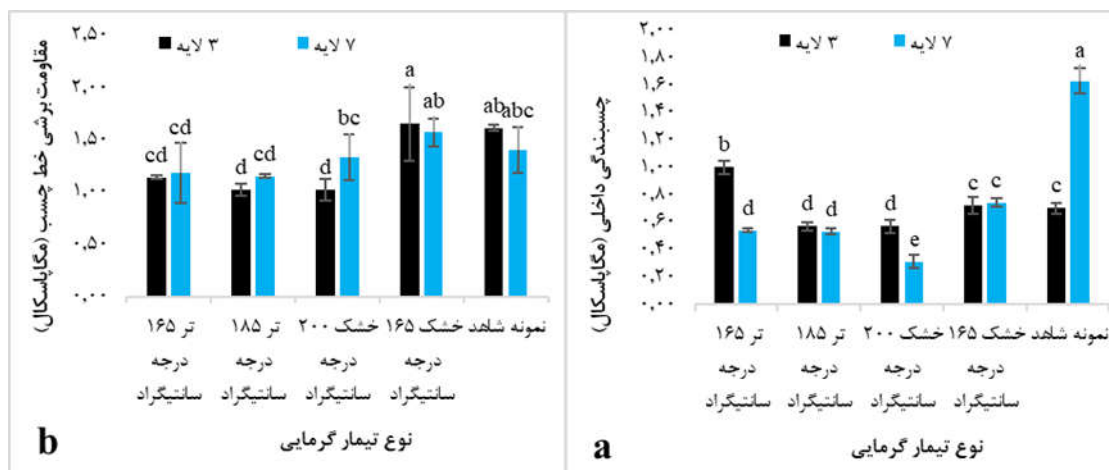 ۲٫۵۰
۲٫۰۰
۱٫۵۰
۱٫۰۰
۰٫۵۰
۰٫۰۰
مقاومت برشی خط چسب (مگاپاسکال)
۳ لایه
۷ لایه
cd
cd
d
cd
d
bc
a
ab
ab
abc
تر ۱۶۵ درجه سانتیگراد
تر ۱۸۵ درجه سانتیگراد
خشک ۲۰۰ درجه سانتیگراد
خشک ۱۶۵ درجه سانتیگراد
نمونه شاهد
نوع تیمار گرمایی
b
۲٫۰۰
۱٫۸۰
۱٫۶۰
۱٫۴۰
۱٫۲۰
۱٫۰۰
۰٫۸۰
۰٫۶۰
۰٫۴۰
۰٫۲۰
۰٫۰۰
چسبندگی داخلی (مگاپاسکال)
۳ لایه
۷ لایه
b
d
d
d
d
e
c
c
c
a
تر ۱۶۵ درجه سانتیگراد
تر ۱۸۵ درجه سانتیگراد
خشک ۲۰۰ درجه سانتیگراد
خشک ۱۶۵ درجه سانتیگراد
نمونه شاهد
نوع تیمار گرمایی
a